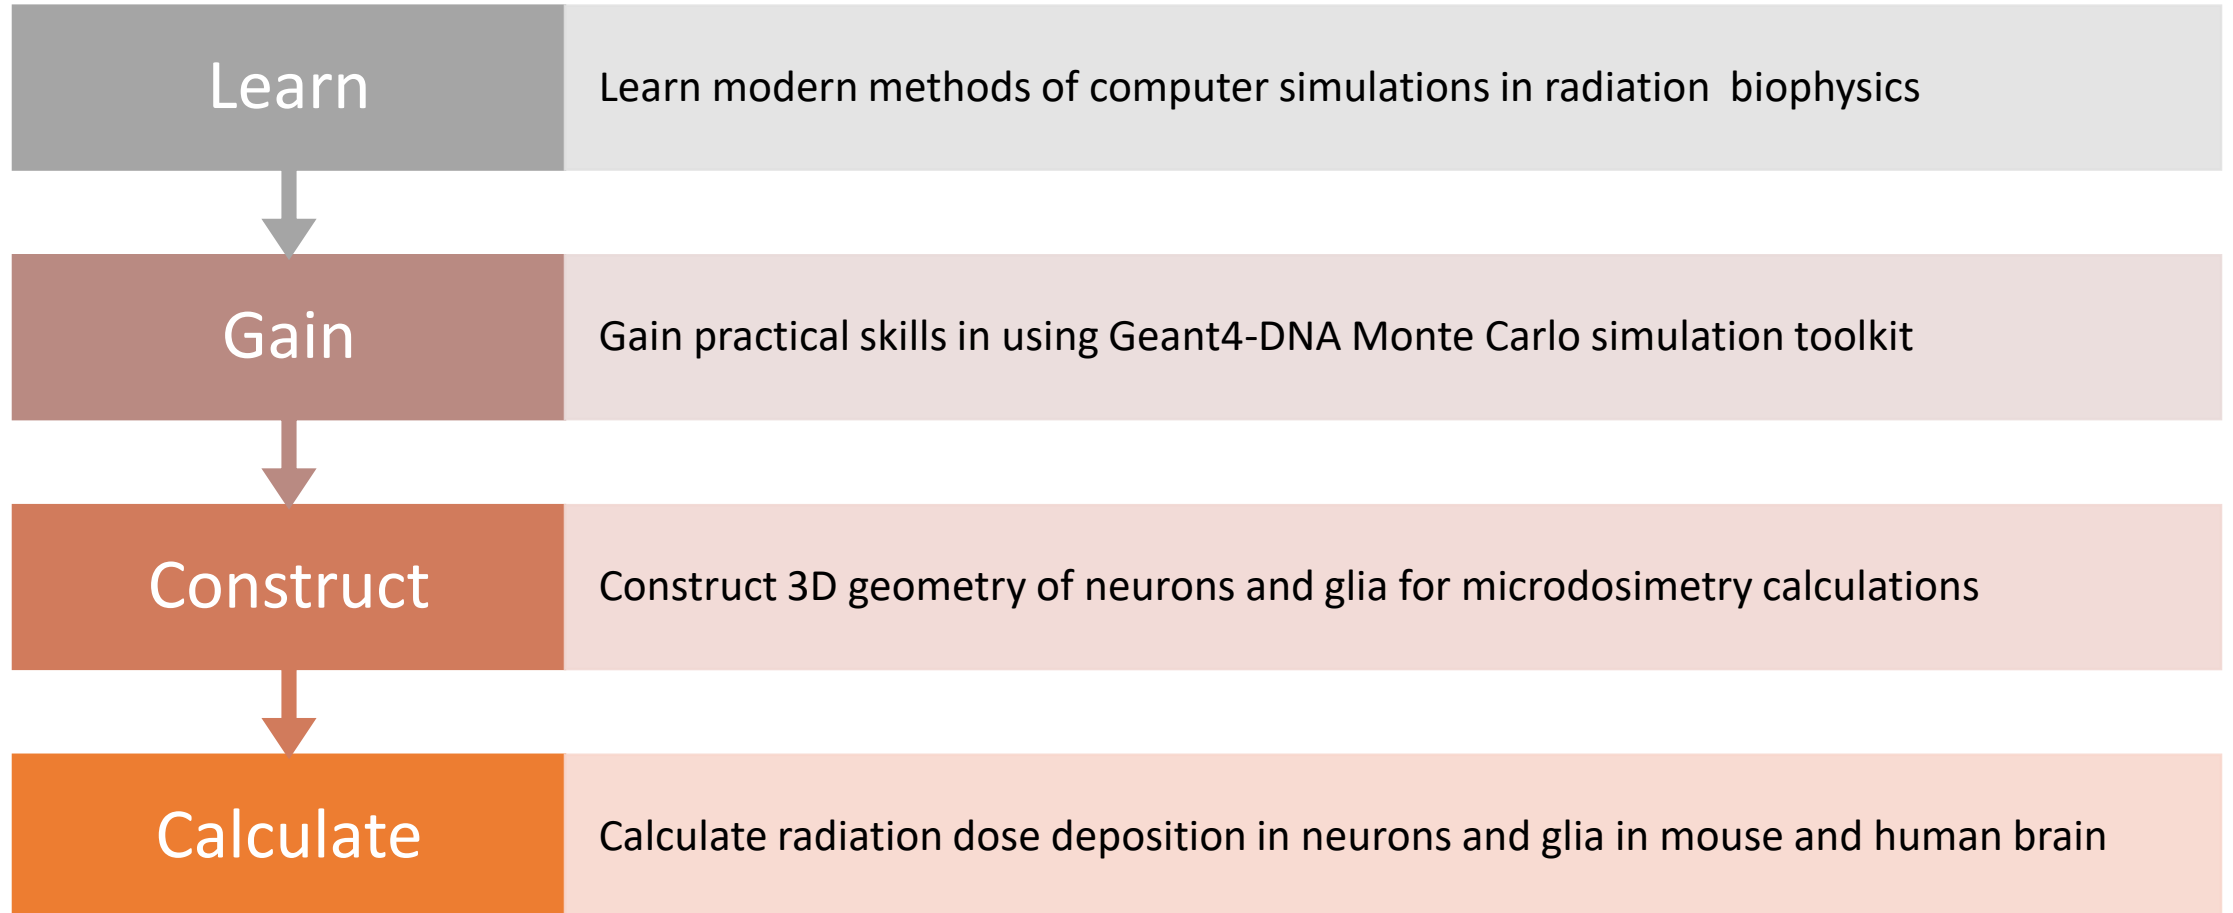 Learn
Learn modern methods of computer simulations in radiation  biophysics
Gain
Gain practical skills in using Geant4-DNA Monte Carlo simulation toolkit
Construct
Construct 3D geometry of neurons and glia for microdosimetry calculations
Calculate
Calculate radiation dose deposition in neurons and glia in mouse and human brain